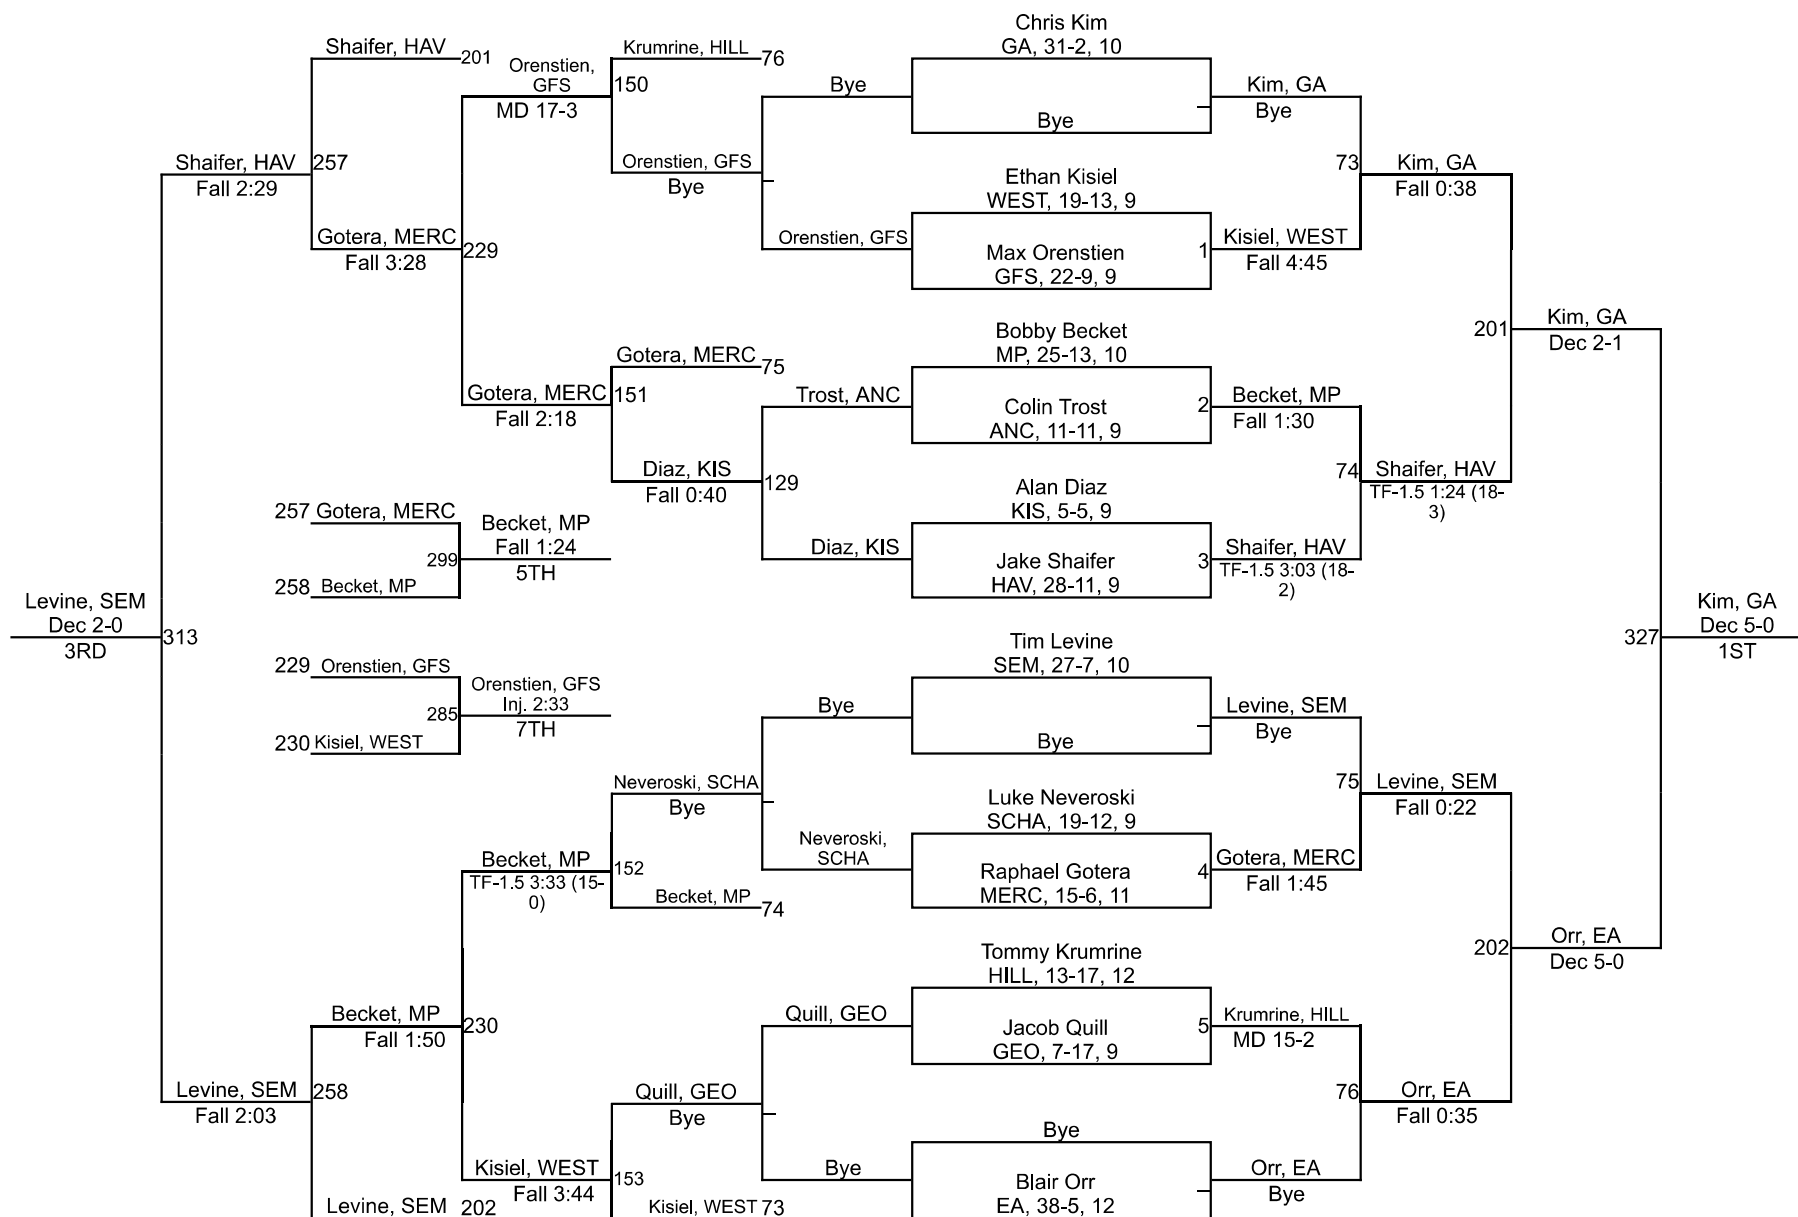 Chris Kim
GA, 31-2, 10
Bye
Ethan Kisiel
WEST, 19-13, 9
Max Orenstien
GFS, 22-9, 9
1
Bobby Becket
MP, 25-13, 10
Colin Trost
ANC, 11-11, 9
2
Alan Diaz
KIS, 5-5, 9
Jake Shaifer
HAV, 28-11, 9
3
Tim Levine
SEM, 27-7, 10
Bye
Luke Neveroski
SCHA, 19-12, 9
Raphael Gotera
MERC, 15-6, 11
4
Tommy Krumrine
HILL, 13-17, 12
Jacob Quill
GEO, 7-17, 9
5
Bye
Blair Orr
EA, 38-5, 12
Kim, GA
Bye
73
Kisiel, WEST
Fall 4:45
Becket, MP
Fall 1:30
74
Shaifer, HAV
TF-1.5 3:03 (18-
2)
Levine, SEM
Bye
75
Gotera, MERC
Fall 1:45
Krumrine, HILL
MD 15-2
76
Orr, EA
Bye
Kim, GA
Fall 0:38
201
Shaifer, HAV
TF-1.5 1:24 (18-
3)
Levine, SEM
Fall 0:22
202
Orr, EA
Fall 0:35
Kim, GA
Dec 2-1
327
Orr, EA
Dec 5-0
Kim, GA
Dec 5-0
1ST
Bye
Orenstien, GFS
Trost, ANC
129
Diaz, KIS
Bye
Neveroski,
SCHA
Quill, GEO
Bye
Krumrine, HILL
76
150
Orenstien, GFS
Bye
Gotera, MERC
75
151
Diaz, KIS
Fall 0:40
Neveroski, SCHA
Bye
152
Becket, MP
74
Quill, GEO
Bye
153
Kisiel, WEST
73
Orenstien,
GFS
MD 17-3
229
Gotera, MERC
Fall 2:18
Becket, MP
TF-1.5 3:33 (15-
0)
230
Kisiel, WEST
Fall 3:44
Shaifer, HAV
201
257
Gotera, MERC
Fall 3:28
Becket, MP
Fall 1:50
258
Levine, SEM
202
Shaifer, HAV
Fall 2:29
313
Levine, SEM
Fall 2:03
Levine, SEM
Dec 2-0
3RD
257
Gotera, MERC
299
258
Becket, MP
Becket, MP
Fall 1:24
5TH
229
Orenstien, GFS
285
230
Kisiel, WEST
Orenstien, GFS
Inj. 2:33
7TH